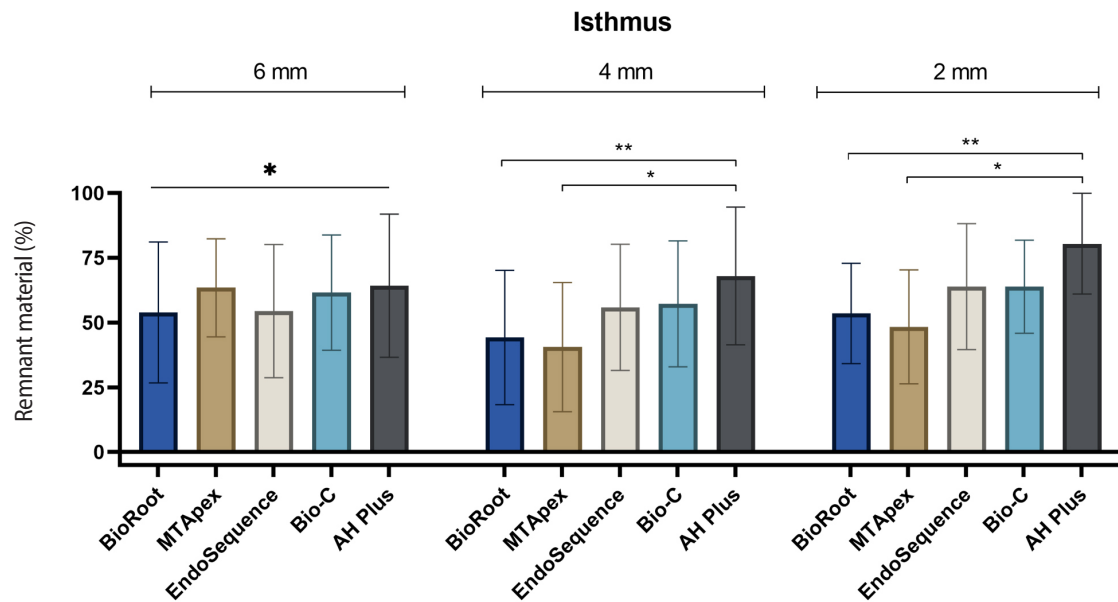 Isthmus
6 mm
4 mm
2 mm
**
**
*
*
*
Remnant material (%)
100
75
50
25
0
BioRoot
MTApex
EndoSequence
Bio-C
AH Plus
BioRoot
MTApex
EndoSequence
Bio-C
AH Plus
BioRoot
MTApex
EndoSequence
Bio-C
AH Plus